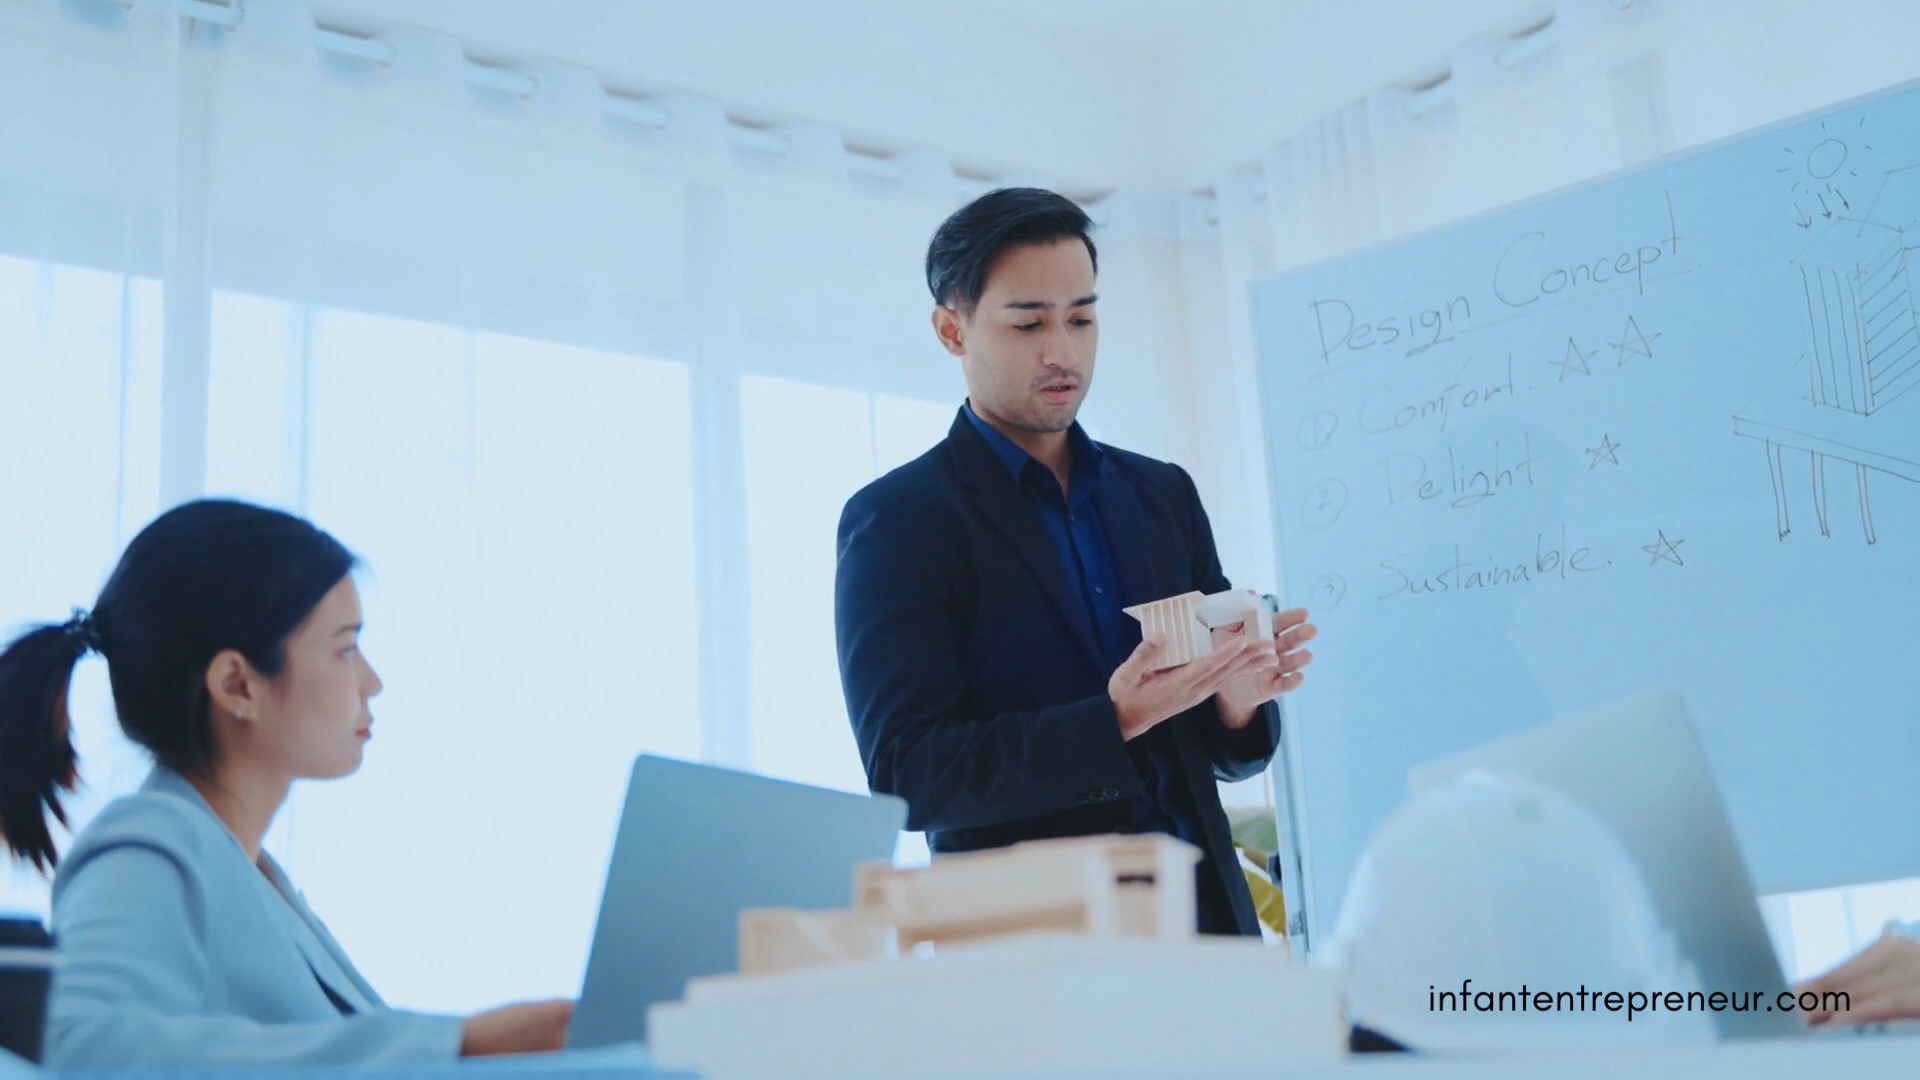 Design Concept
① Comfort.
② Delight
③ Sustainable.
infantentrepreneur.com